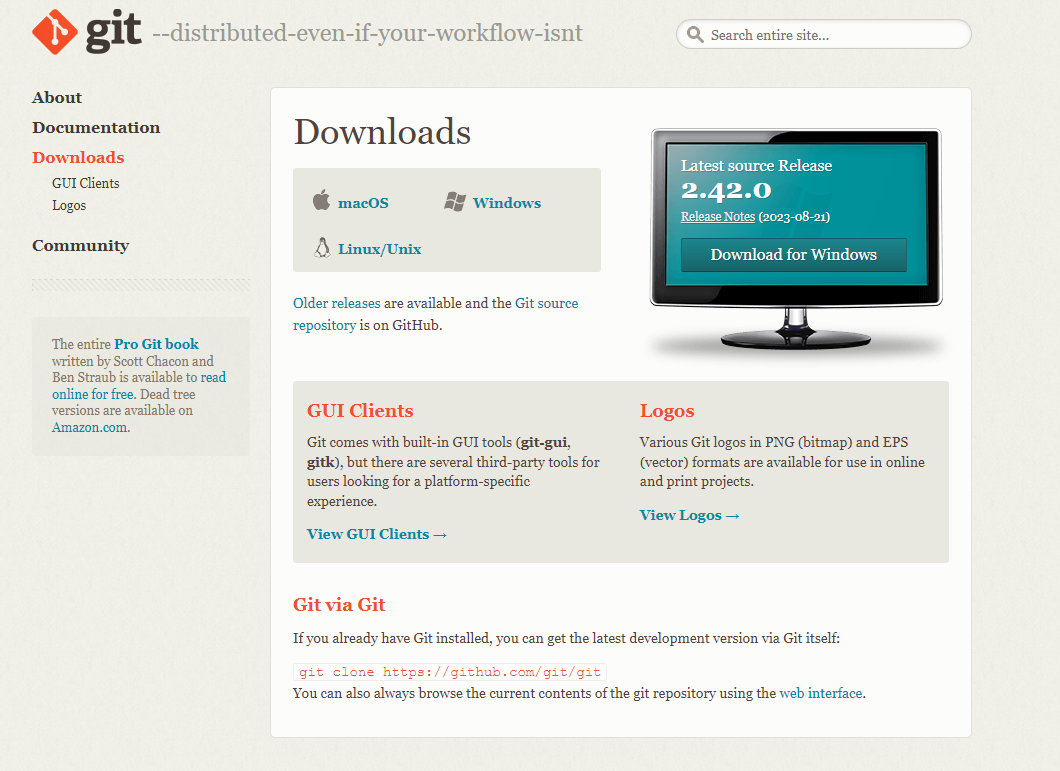 git --distributed-even-if-your-workflow-isnt
Search entire site...
About
Documentation
Downloads
GUI Clients
Logos
Community
The entire Pro Git book
written by Scott Chacon and
Ben Straub is available to read
online for free. Dead tree
versions are available on
Amazon.com.
Downloads
macOS
Windows
Linux/Unix
Older releases are available and the Git source
repository is on GitHub.
Latest source Release
2.42.0
Release Notes (2023-08-21)
Download for Windows
GUI Clients
Git comes with built-in GUI tools (git-gui,
gitk), but there are several third-party tools for
users looking for a platform-specific
experience.
View GUI Clients →
Logos
Various Git logos in PNG (bitmap) and EPS
(vector) formats are available for use in online
and print projects.
View Logos →
Git via Git
If you already have Git installed, you can get the latest development version via Git itself:
git clone https://github.com/git/git
You can also always browse the current contents of the git repository using the web interface.